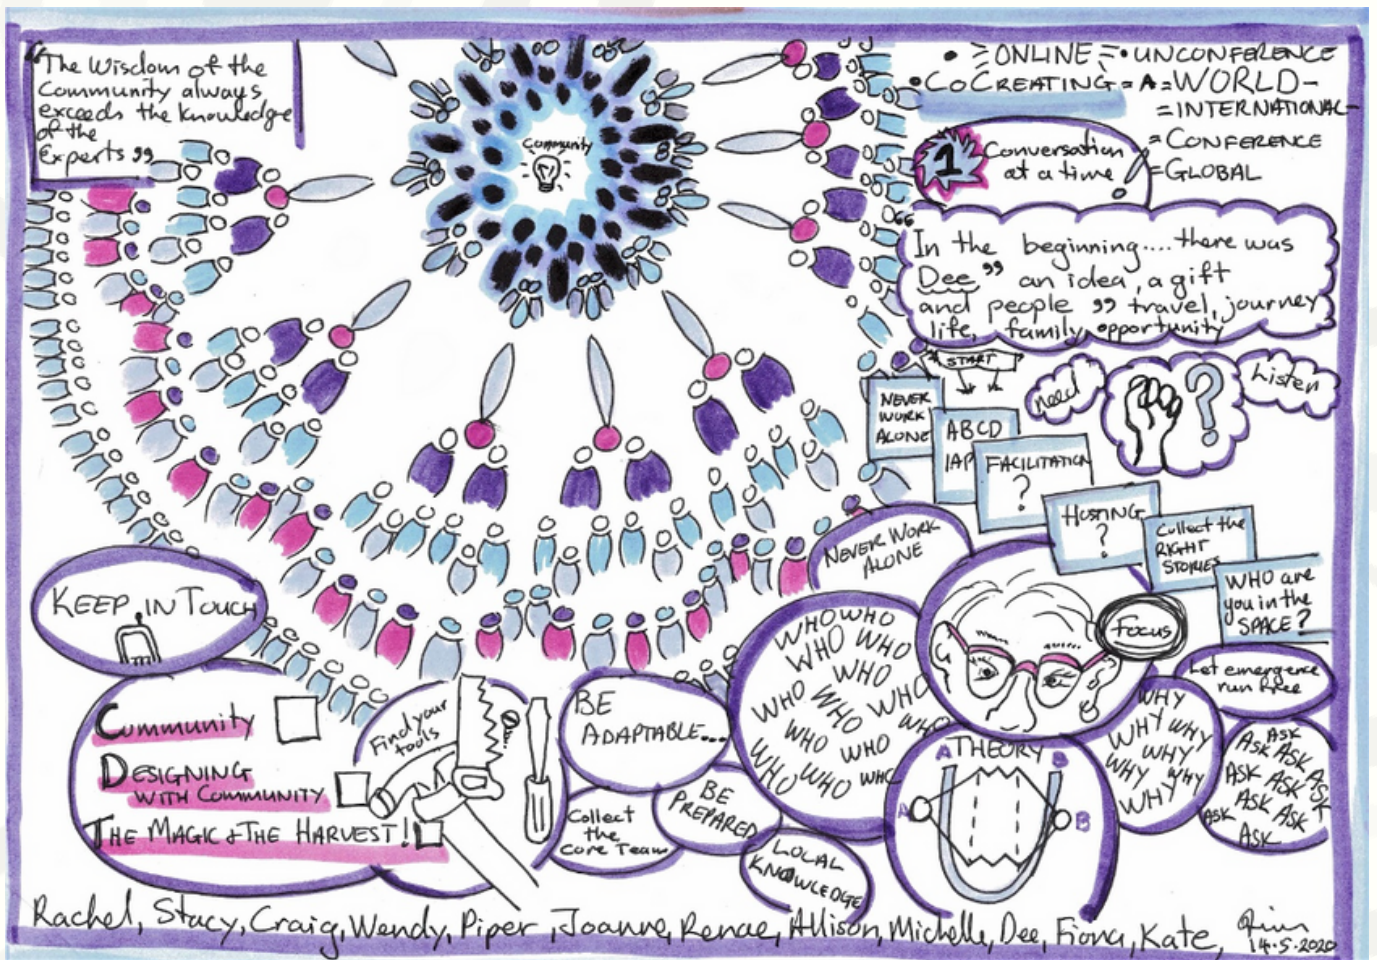 “The Wisdom of the
Community always
exceeds the knowledge
of the
Experts”
Community
• ONLINE • UNCONFERENCE
• CoCREATING = A = WORLD -
= INTERNATIONAL -
= CONFERENCE
= GLOBAL
1 Conversation
at a time
“In the beginning.... there was
Dee” an idea, a gift
and people ” travel, journey
life, family opportunity
START
NEVER
WORK
ALONE
ABCD
IAP
FACILITATION
?
HOSTING
?
Collect the
RIGHT
STORIES
WHO are
you in the
SPACE?
need
?
Listen
NEVER WORK
ALONE
Focus
Let emergence
run free
KEEP IN TOUCH
Community
DESIGNING
WITH COMMUNITY
THE MAGIC & THE HARVEST!
Find your
tools
BE
ADAPTABLE...
Collect
the
Core Team
BE
PREPARED
LOCAL
KNOWLEDGE
WHO WHO
WHO WHO
WHO
WHO WHO WHO
WHO WHO WHO
WHO WHO WHO
A THEORY B
A B
WHY
WHY WHY
WHY
WHY WHY
WHY
ASK
ASK ASK
ASK ASK ASK
ASK
ASK ASK
ASK
Rachel, Stacy, Craig, Wendy, Piper, Joanne, Renae, Allison, Michelle, Dee, Fiona, Kate,
14.5.2020